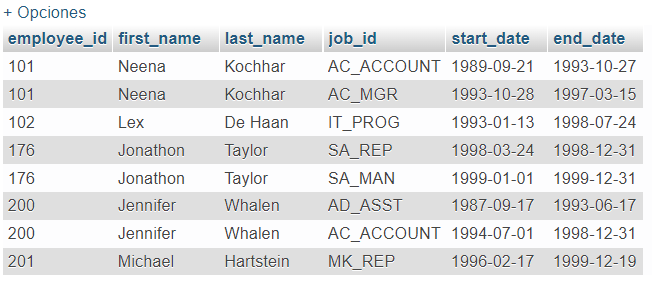 + Opciones
employee_id first_name last_name job_id start_date end_date
101 Neena Kochhar AC_ACCOUNT 1989-09-21 1993-10-27
101 Neena Kochhar AC_MGR 1993-10-28 1997-03-15
102 Lex De Haan IT_PROG 1993-01-13 1998-07-24
176 Jonathon Taylor SA_REP 1998-03-24 1998-12-31
176 Jonathon Taylor SA_MAN 1999-01-01 1999-12-31
200 Jennifer Whalen AD_ASST 1987-09-17 1993-06-17
200 Jennifer Whalen AC_ACCOUNT 1994-07-01 1998-12-31
201 Michael Hartstein MK_REP 1996-02-17 1999-12-19